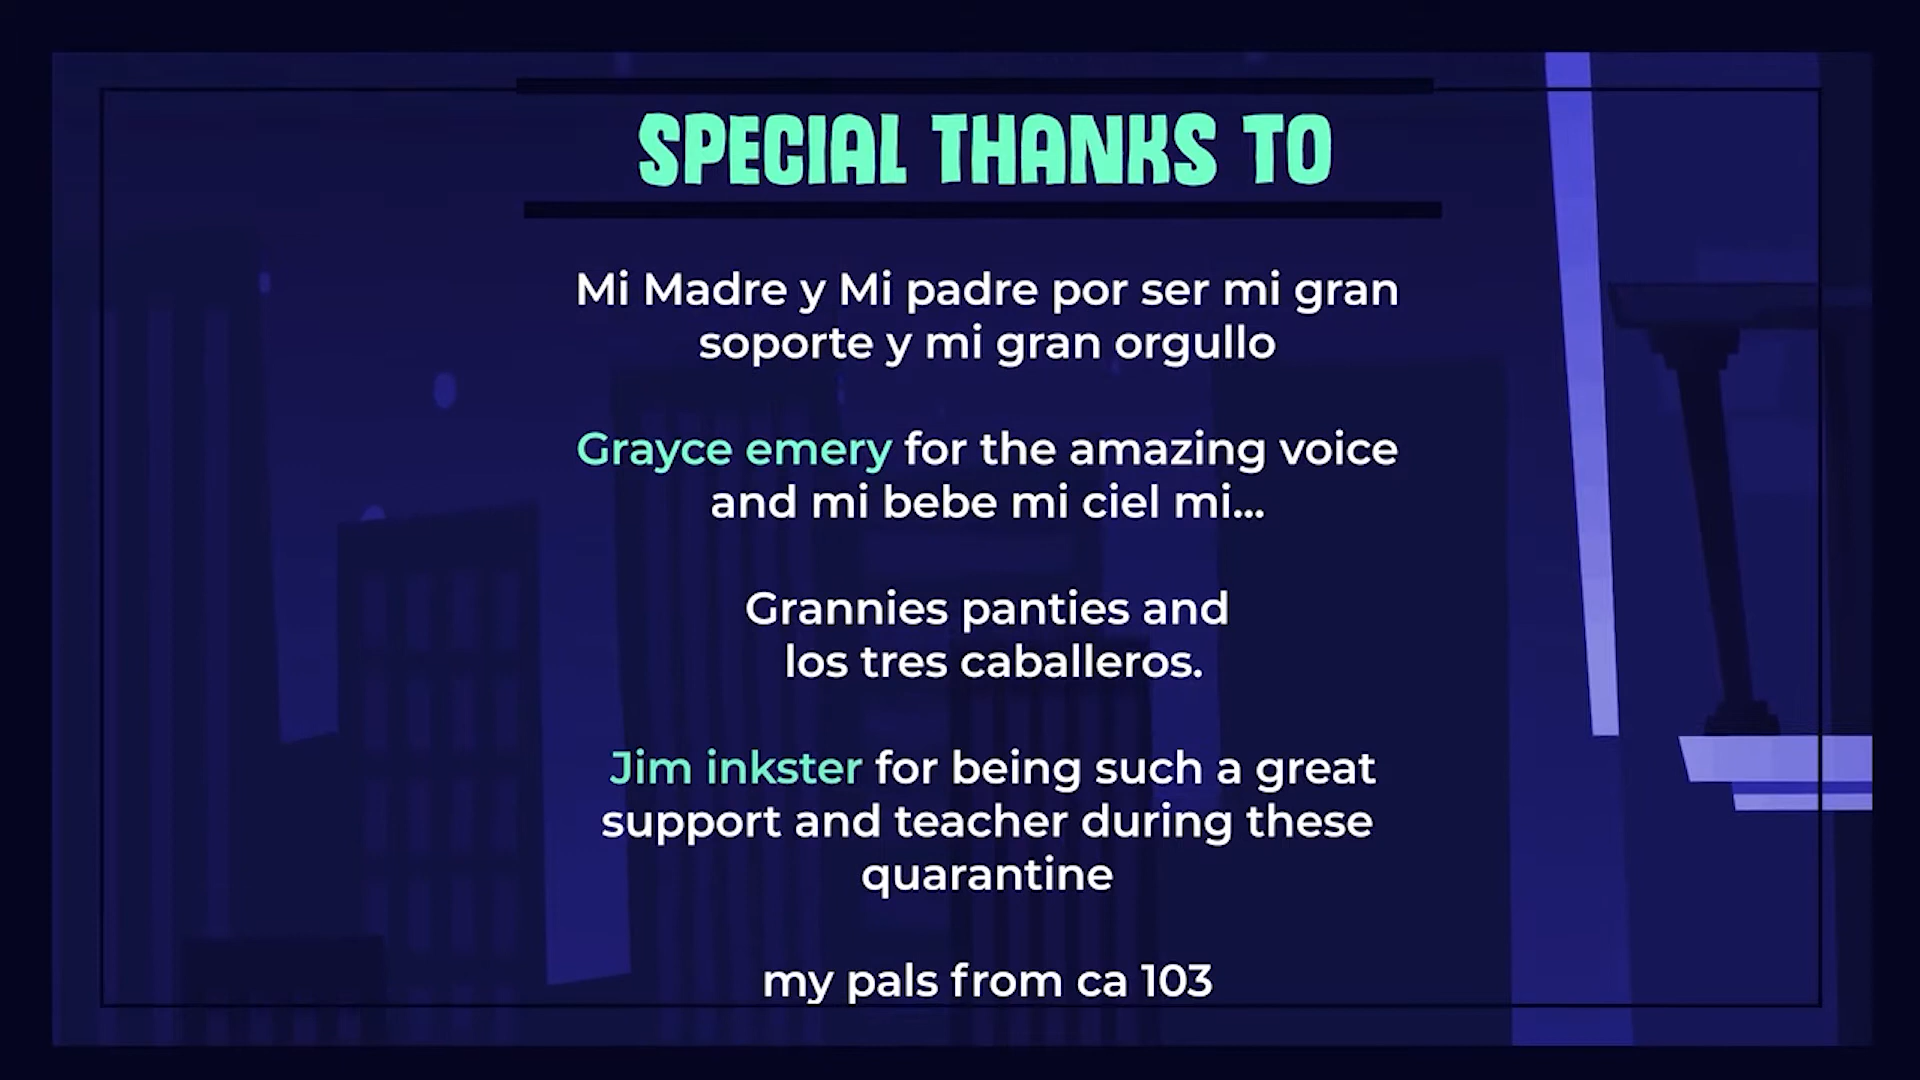 SPECIAL THANKS TO
Mi Madre y Mi padre por ser mi gran
soporte y mi gran orgullo
Grayce emery for the amazing voice
and mi bebe mi ciel mi...
Grannies panties and
los tres caballeros.
Jim inkster for being such a great
support and teacher during these
quarantine
my pals from ca 103